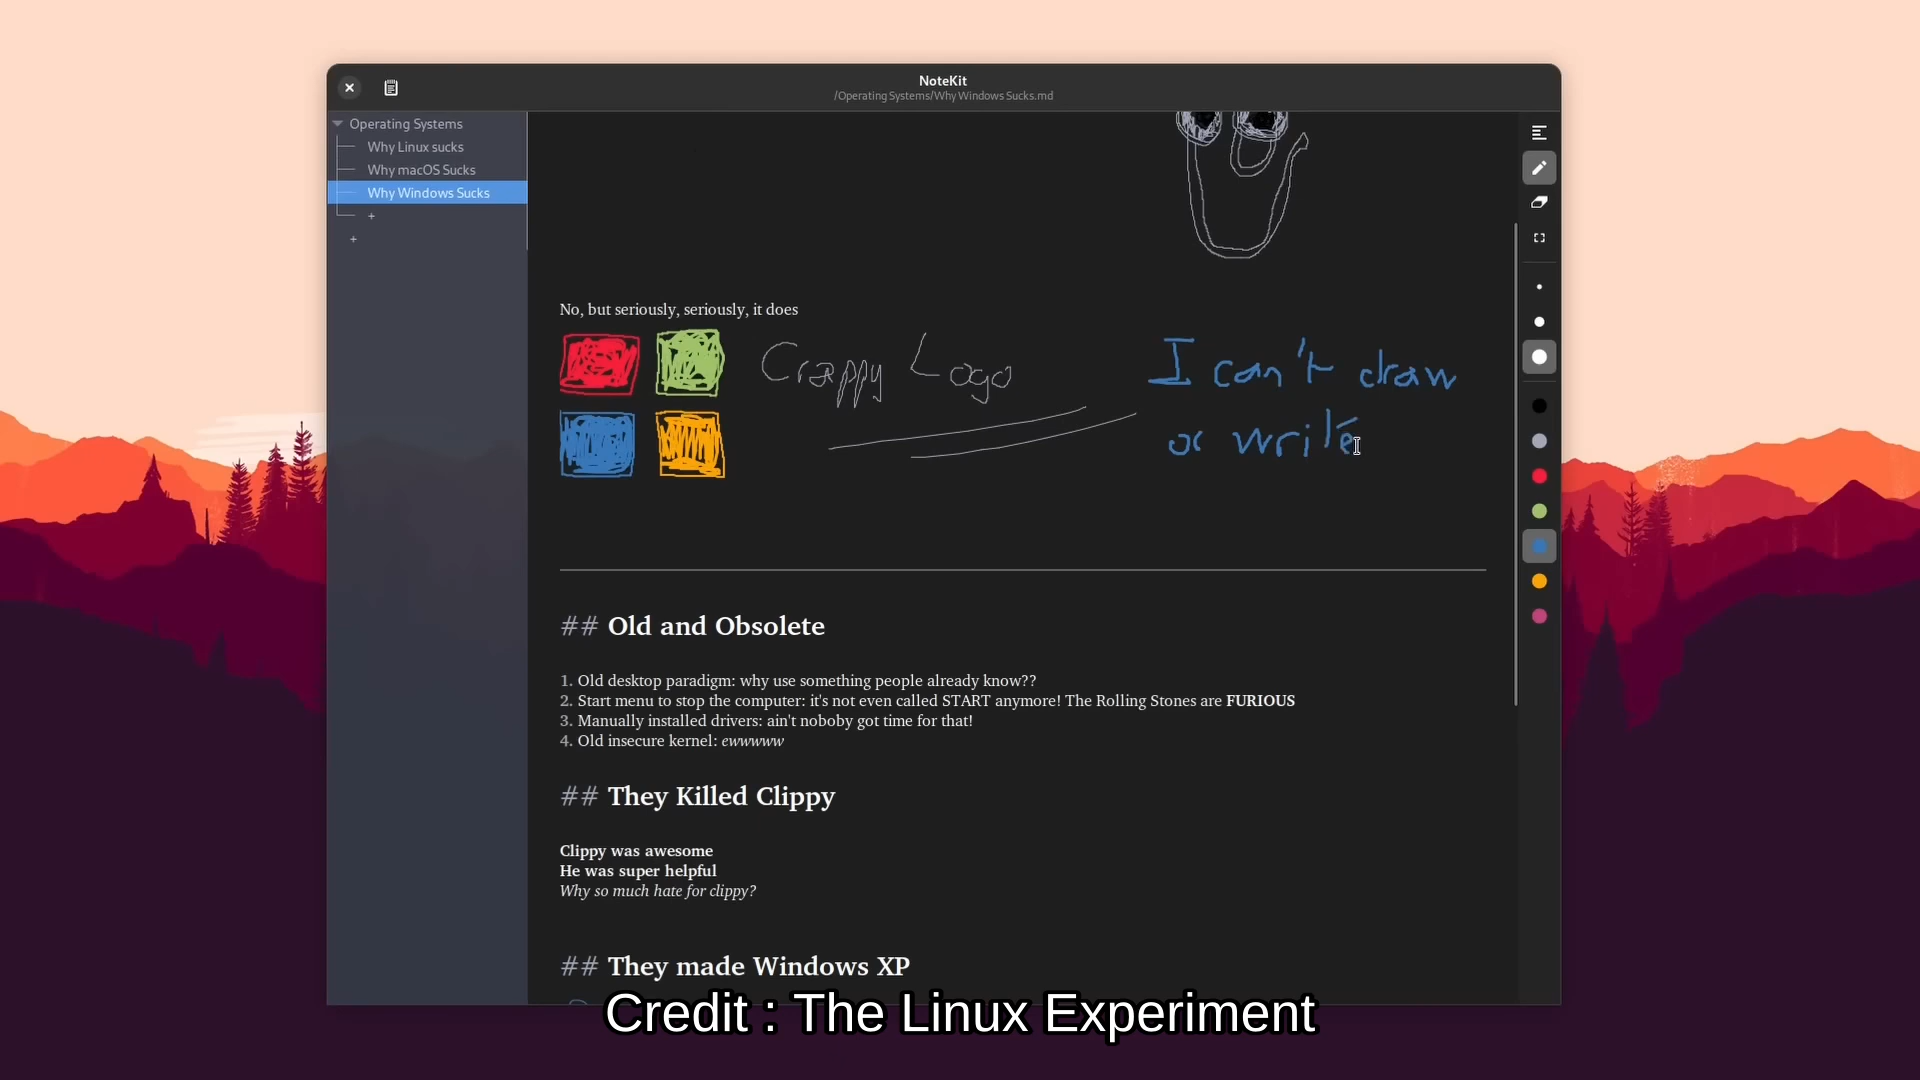 NoteKit
/Operating Systems/Why Windows Sucks.md
Operating Systems
Why Linux sucks
Why macOS Sucks
Why Windows Sucks
+
+
No, but seriously, seriously, it does
Crappy Logo
I can't draw
or write
## Old and Obsolete
1. Old desktop paradigm: why use something people already know??
2. Start menu to stop the computer: it's not even called START anymore! The Rolling Stones are FURIOUS
3. Manually installed drivers: ain't noboby got time for that!
4. Old insecure kernel: ewwwww
## They Killed Clippy
Clippy was awesome
He was super helpful
Why so much hate for clippy?
## They made Windows XP
Credit : The Linux Experiment